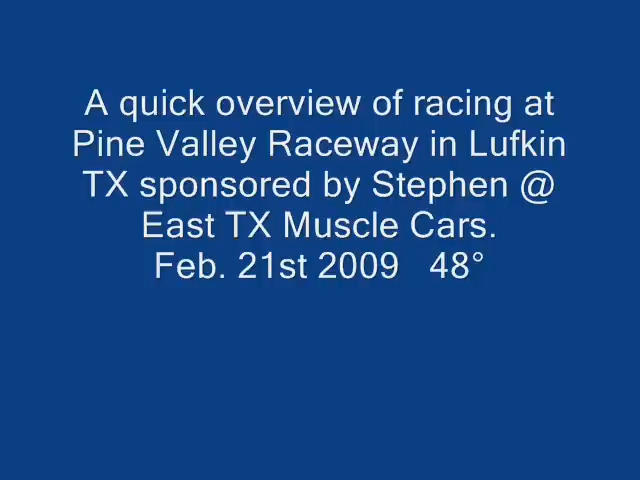 A quick overview of racing at
Pine Valley Raceway in Lufkin
TX sponsored by Stephen @
East TX Muscle Cars.
Feb. 21st 2009   48°